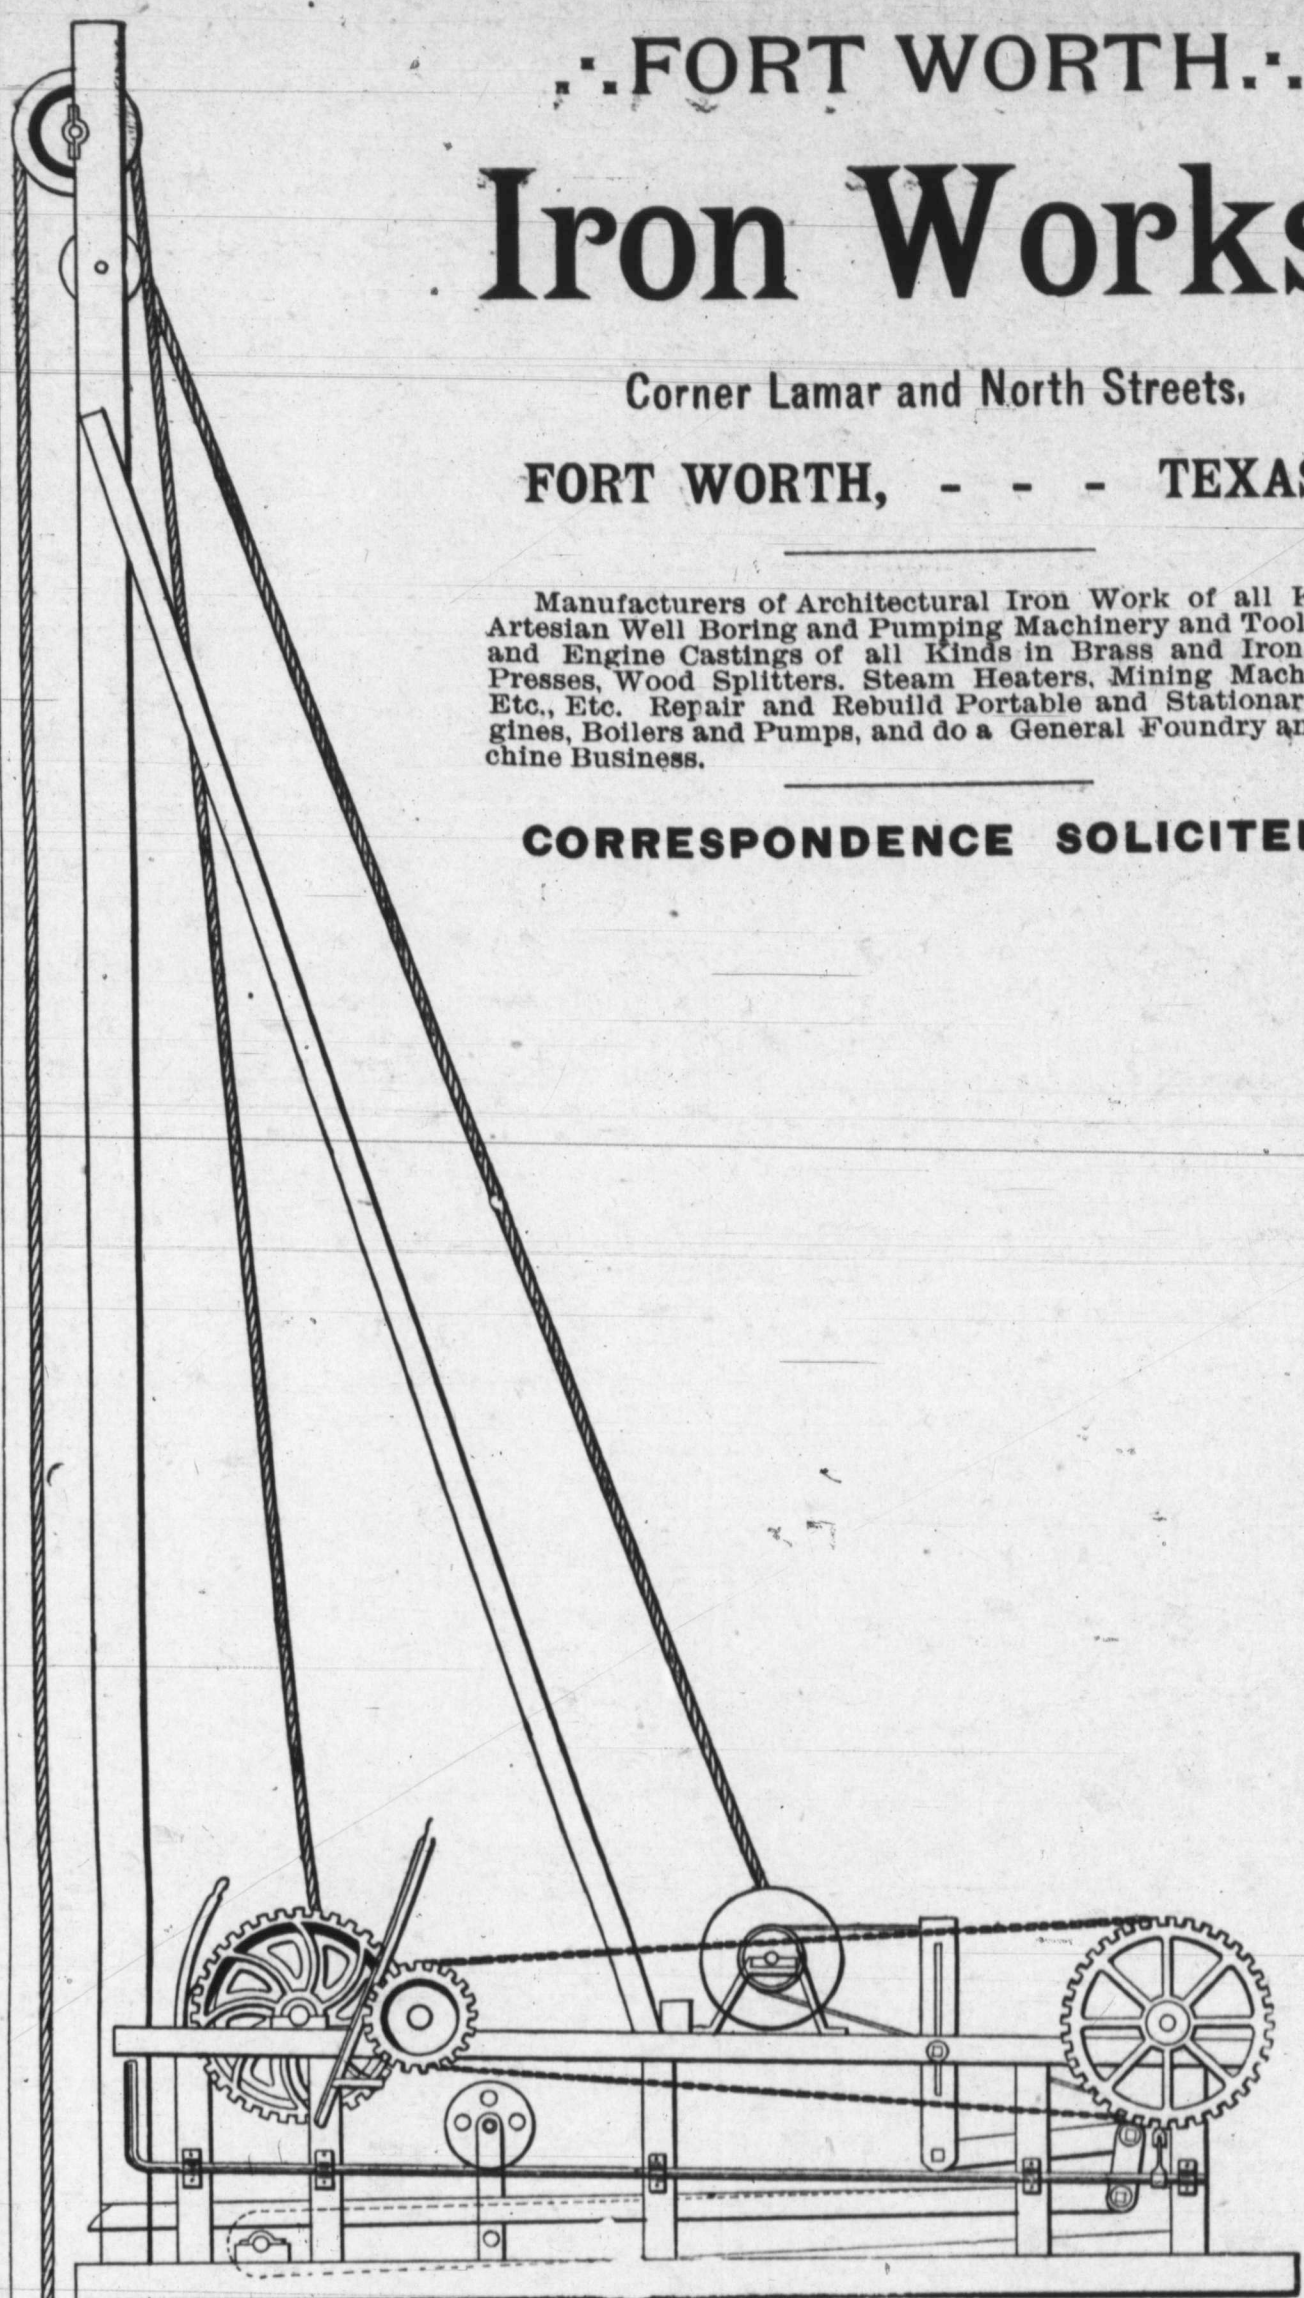 .·.FORT WORTH.·.
Iron Works
Corner Lamar and North Streets,
FORT WORTH, - - - TEXAS
Manufacturers of Architectural Iron Work of all
Artesian Well Boring and Pumping Machinery and Tool
and Engine Castings of all Kinds in Brass and Iron
Presses, Wood Splitters. Steam Heaters. Mining Mach
Etc., Etc. Repair and Rebuild Portable and Stationar
gines, Boilers and Pumps, and do a General Foundry an
chine Business.
CORRESPONDENCE SOLICITED